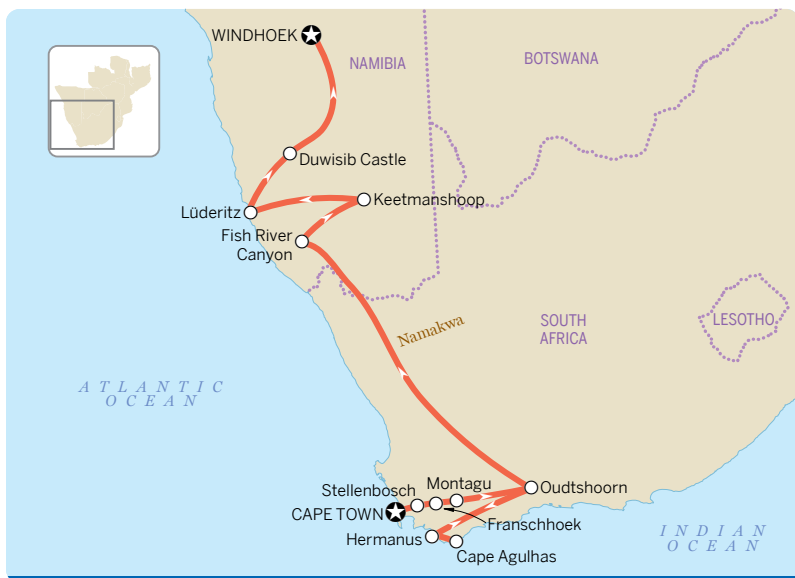 WINDHOEK
NAMIBIA
BOTSWANA
Duwisib Castle
Keetmanshoop
Lüderitz
Fish River
Canyon
Namakwa
SOUTH
AFRICA
LESOTHO
ATLANTIC
OCEAN
Stellenbosch
Montagu
Oudtshoorn
CAPE TOWN
Franschhoek
Hermanus
Cape Agulhas
INDIAN
OCEAN